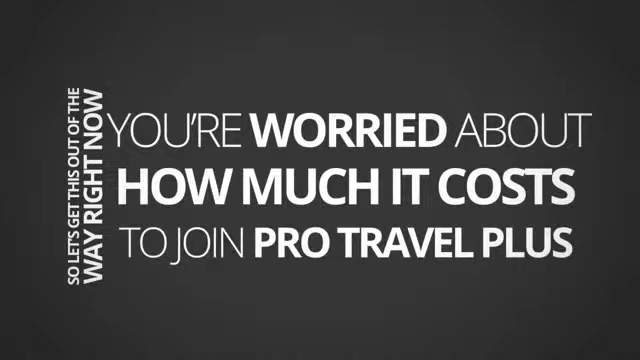 SO LET'S GET THIS OUT OF THE
WAY RIGHT NOW
YOU'RE WORRIED ABOUT
HOW MUCH IT COSTS
TO JOIN PRO TRAVEL PLUS